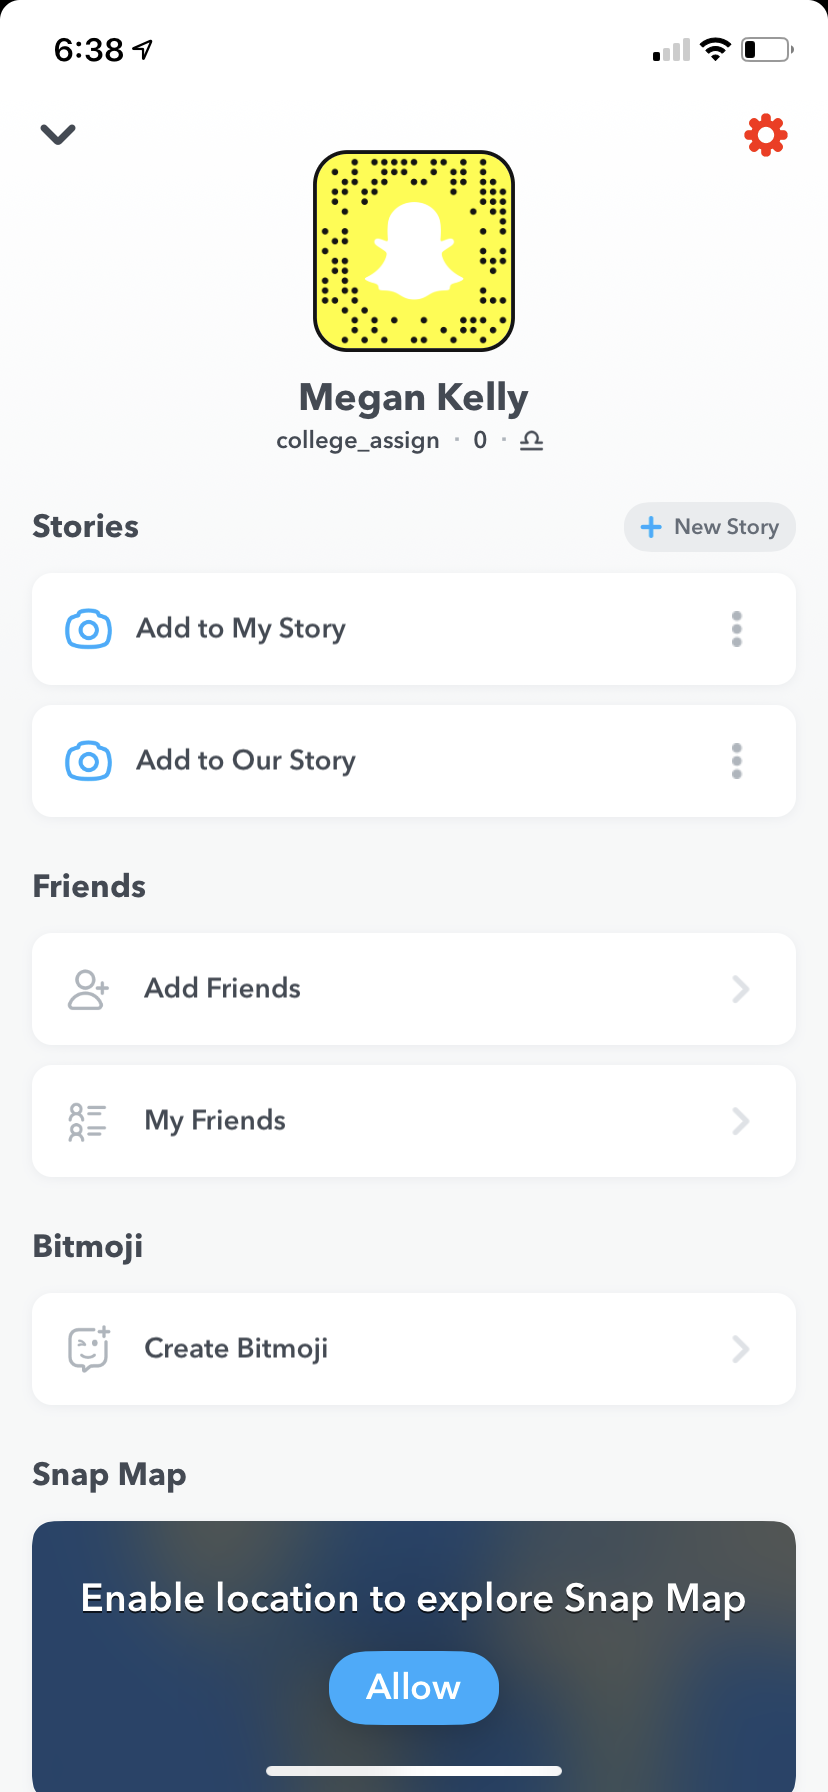 6:38
Megan Kelly
college_assign · 0 · ♎︎
Stories
+ New Story
Add to My Story
Add to Our Story
Friends
Add Friends
My Friends
Bitmoji
Create Bitmoji
Snap Map
Enable location to explore Snap Map
Allow